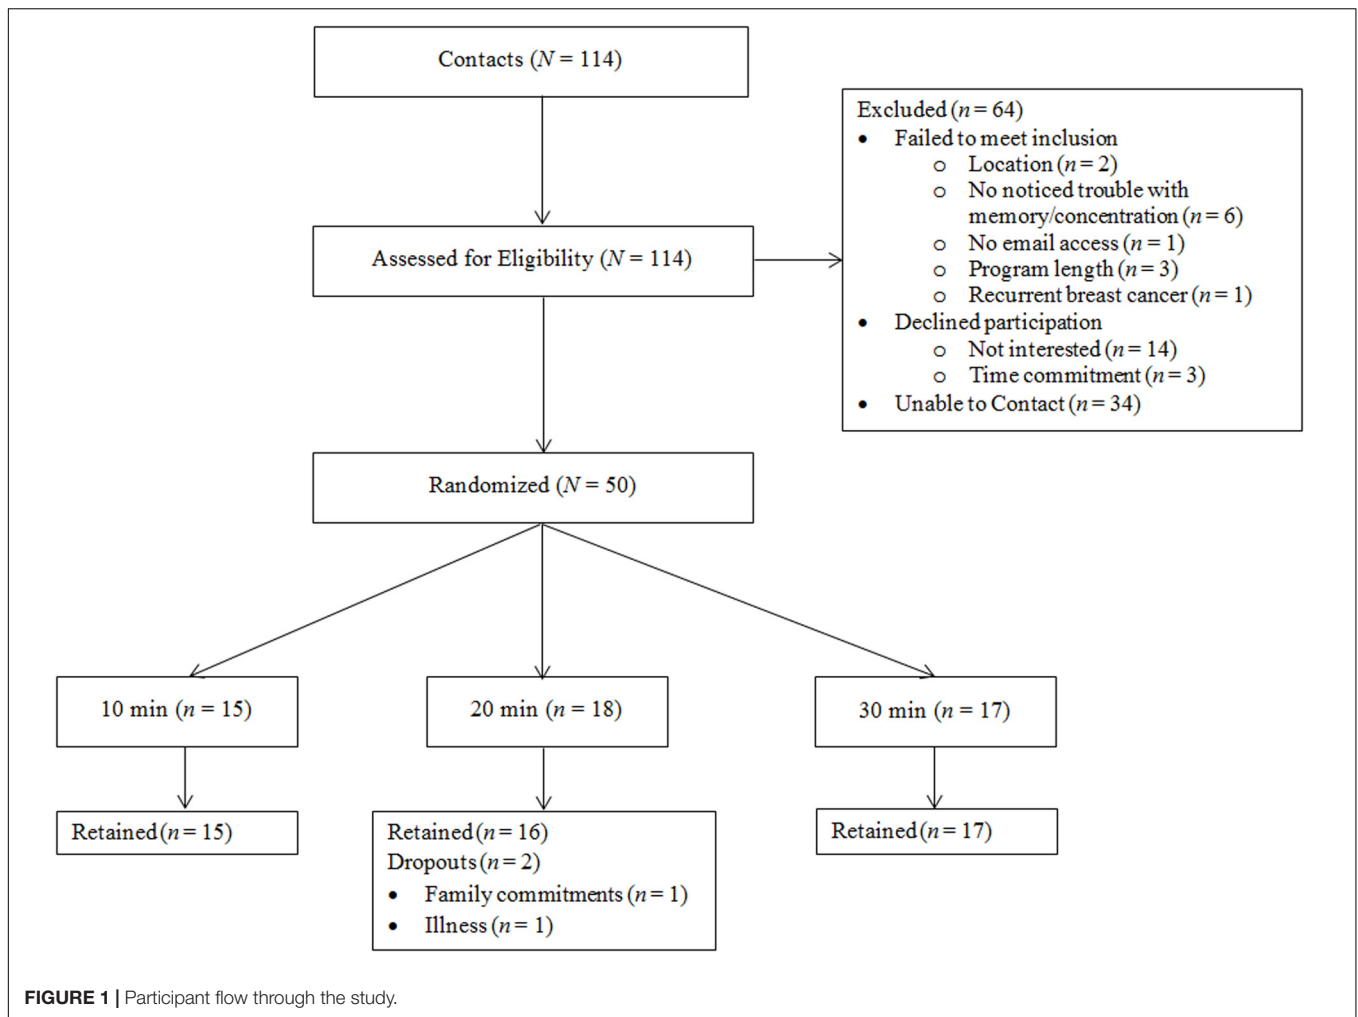 Contacts (N = 114)
Excluded (n = 64)
• Failed to meet inclusion
o Location (n = 2)
o No noticed trouble with
memory/concentration (n = 6)
o No email access (n = 1)
o Program length (n = 3)
o Recurrent breast cancer (n = 1)
• Declined participation
o Not interested (n = 14)
o Time commitment (n = 3)
• Unable to Contact (n = 34)
Assessed for Eligibility (N = 114)
Randomized (N = 50)
10 min (n = 15)
20 min (n = 18)
30 min (n = 17)
Retained (n = 15)
Retained (n = 16)
Dropouts (n = 2)
• Family commitments (n = 1)
• Illness (n = 1)
Retained (n = 17)
FIGURE 1 | Participant flow through the study.